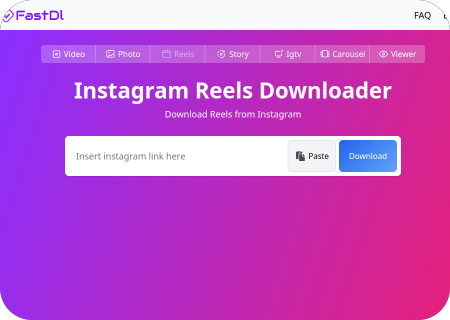 FastDl FAQ
Video Photo Reels Story Igtv Carousel Viewer
Instagram Reels Downloader
Download Reels from Instagram
Insert instagram link here Paste Download